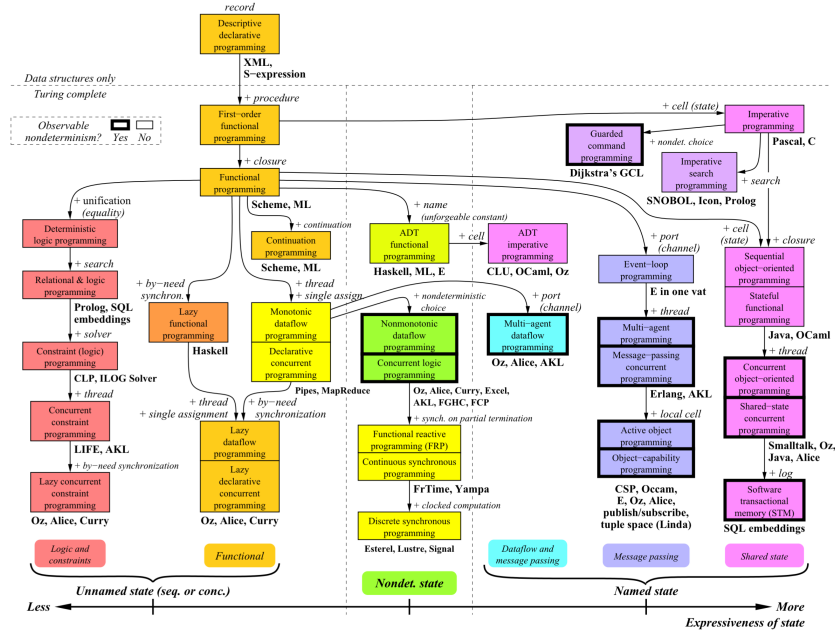 record
Descriptive
declarative
programming
XML,
S−expression
Data structures only
Turing complete
+ procedure
Observable
nondeterminism?
Yes
No
First−order
functional
programming
+ cell (state)
Imperative
programming
Pascal, C
Guarded
command
programming
+ nondet. choice
Dijkstra's GCL
Imperative
search
programming
+ search
SNOBOL, Icon, Prolog
+ closure
Functional
programming
Scheme, ML
+ unification
(equality)
+ continuation
+ name
(unforgeable constant)
+ port
(channel)
+ cell
(state)
+ closure
Deterministic
logic programming
Continuation
programming
Scheme, ML
ADT
functional
programming
Haskell, ML, E
+ cell
ADT
imperative
programming
CLU, OCaml, Oz
Event−loop
programming
E in one vat
Sequential
object−oriented
programming
Stateful
functional
programming
Java, OCaml
+ search
Relational & logic
programming
Prolog, SQL
embeddings
+ by−need
synchron.
+ thread
+ single assign.
Lazy
functional
programming
Haskell
Monotonic
dataflow
programming
Declarative
concurrent
programming
Pipes, MapReduce
+ nondeterministic
choice
Nonmonotonic
dataflow
programming
Concurrent logic
programming
Oz, Alice, Curry, Excel,
AKL, FGHC, FCP
+ port
(channel)
Multi−agent
dataflow
programming
Oz, Alice, AKL
+ thread
Multi−agent
programming
Message−passing
concurrent
programming
Erlang, AKL
+ thread
Concurrent
object−oriented
programming
Shared−state
concurrent
programming
Smalltalk, Oz,
Java, Alice
+ solver
Constraint (logic)
programming
CLP, ILOG Solver
+ thread
Concurrent
constraint
programming
LIFE, AKL
+ by−need synchronization
Lazy concurrent
constraint
programming
Oz, Alice, Curry
+ thread
+ single assignment
+ by−need
synchronization
Lazy
dataflow
programming
Lazy
declarative
concurrent
programming
Oz, Alice, Curry
+ synch. on partial termination
Functional reactive
programming (FRP)
Continuous synchronous
programming
FrTime, Yampa
+ clocked computation
Discrete synchronous
programming
Esterel, Lustre, Signal
+ local cell
Active object
programming
Object−capability
programming
CSP, Occam,
E, Oz, Alice,
publish/subscribe,
tuple space (Linda)
+ log
Software
transactional
memory (STM)
SQL embeddings
Logic and
constraints
Functional
Dataflow and
message passing
Message passing
Shared state
Unnamed state (seq. or conc.)
Nondet. state
Named state
Less
More
Expressiveness of state